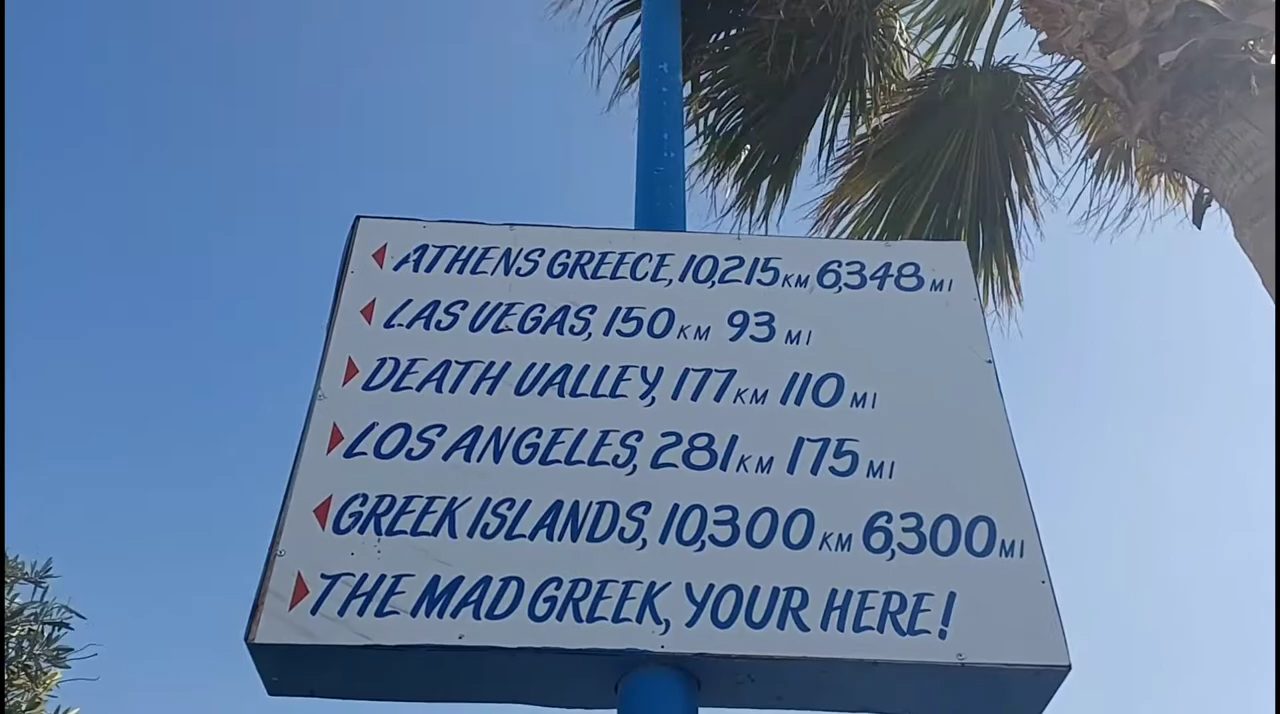 ATHENS GREECE, 10,215 KM 6,348 MI
LAS VEGAS, 150 KM 93 MI
DEATH VALLEY, 177 KM 110 MI
LOS ANGELES, 281 KM 175 MI
GREEK ISLANDS, 10,300 KM 6,300 MI
THE MAD GREEK, YOUR HERE!